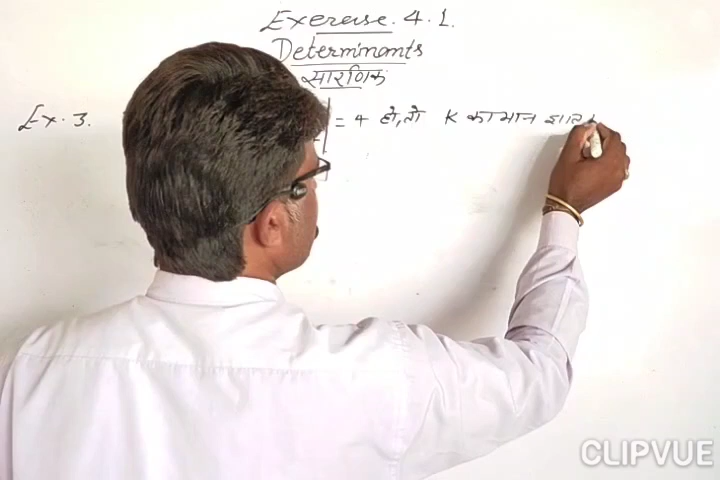 Exercise. 4.1.
Determinants
सारणिक
Ex. 3. = 4 हो, तो K का मान ज्ञात
CLIPVUE